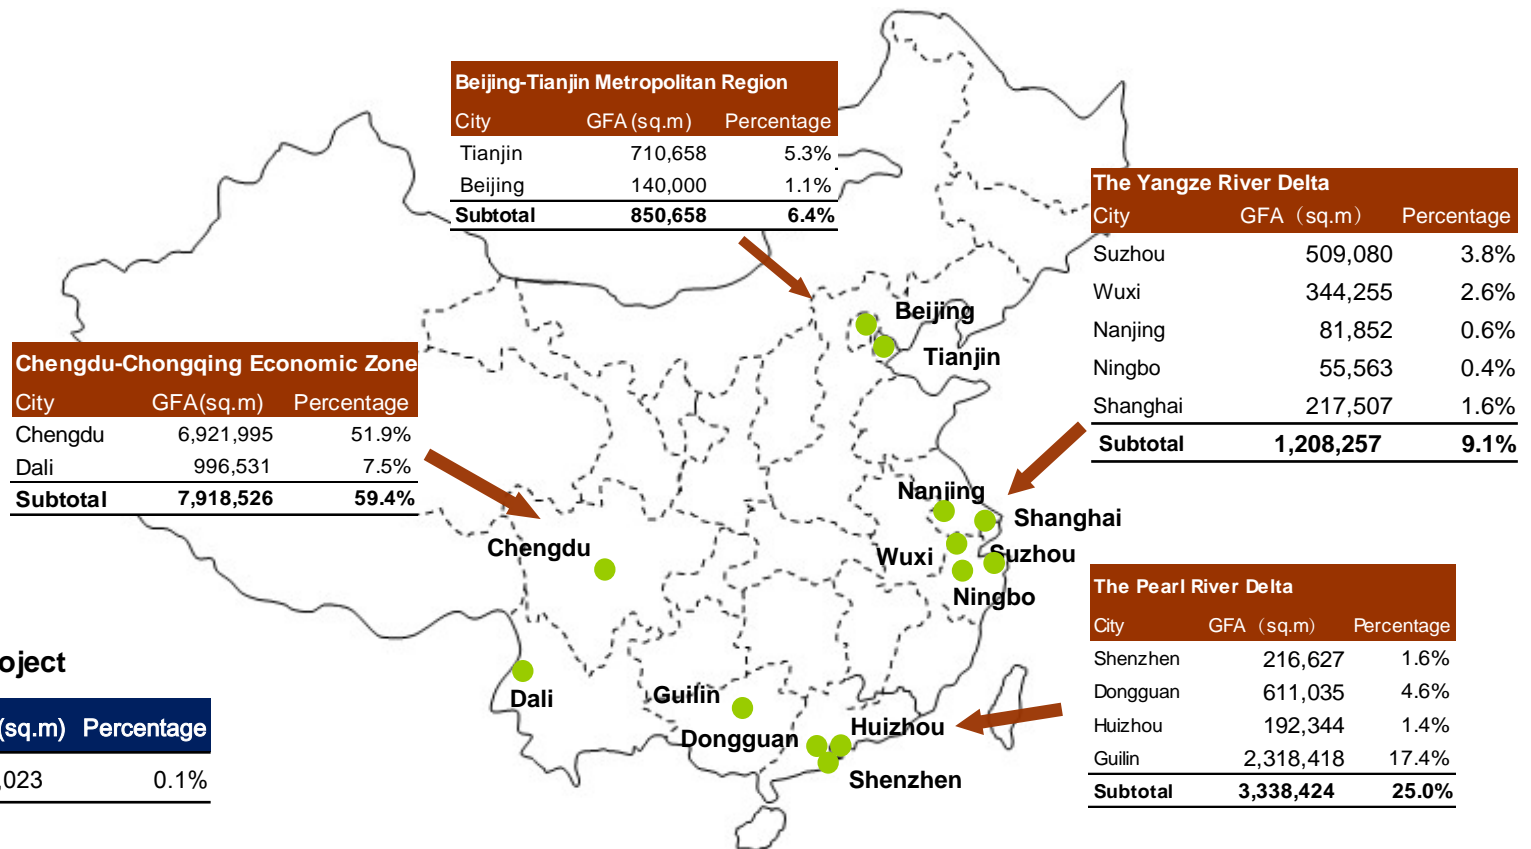 Beijing-Tianjin Metropolitan Region
City GFA (sq.m) Percentage
Tianjin 710,658 5.3%
Beijing 140,000 1.1%
Subtotal 850,658 6.4%
The Yangze River Delta
City GFA（sq.m） Percentage
Suzhou 509,080 3.8%
Wuxi 344,255 2.6%
Nanjing 81,852 0.6%
Ningbo 55,563 0.4%
Shanghai 217,507 1.6%
Subtotal 1,208,257 9.1%
Chengdu-Chongqing Economic Zone
City GFA(sq.m) Percentage
Chengdu 6,921,995 51.9%
Dali 996,531 7.5%
Subtotal 7,918,526 59.4%
Beijing
Tianjin
Nanjing
Shanghai
Chengdu
Wuxi
Suzhou
Ningbo
Dali
Guilin
Huizhou
Dongguan
Shenzhen
The Pearl River Delta
City GFA（sq.m） Percentage
Shenzhen 216,627 1.6%
Dongguan 611,035 4.6%
Huizhou 192,344 1.4%
Guilin 2,318,418 17.4%
Subtotal 3,338,424 25.0%
oject
(sq.m) Percentage
,023 0.1%